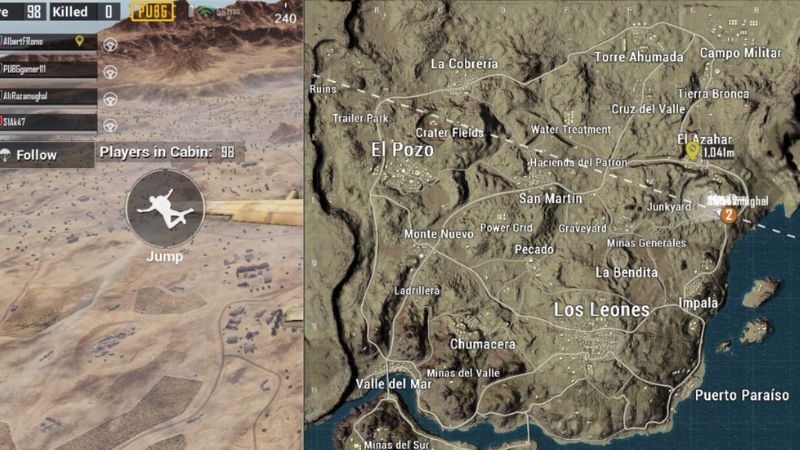 98 Killed 0 PUBG
240
AlbertFRomo
PUBGgamer111
AliRazamughal
SIAk47
Follow
Players in Cabin: 98
Jump
Torre Ahumada
Campo Militar
La Cobreria
Ruins
Tierra Bronca
Trailer Park
Cruz del Valle
Crater Fields
Water Treatment
El Azahar
El Pozo
1,041m
Hacienda del Patrón
San Martin
Junkyard
2
Power Grid
Graveyard
Monte Nuevo
Minas Generales
Pecado
La Bendita
Ladrillera
Impala
Los Leones
Chumacera
Minas del Valle
Valle del Mar
Puerto Paraíso
Minas del Sur